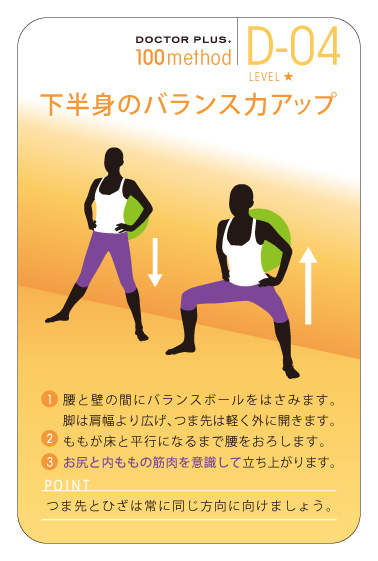 DOCTOR PLUS.
100method
D-04
LEVEL ★
下半身のバランス力アップ
1 腰と壁の間にバランスボールをはさみます。
脚は肩幅より広げ、つま先は軽く外に開きます。
2 ももが床と平行になるまで腰をおろします。
3 お尻と内ももの筋肉を意識して立ち上がります。
POINT
つま先とひざは常に同じ方向に向けましょう。